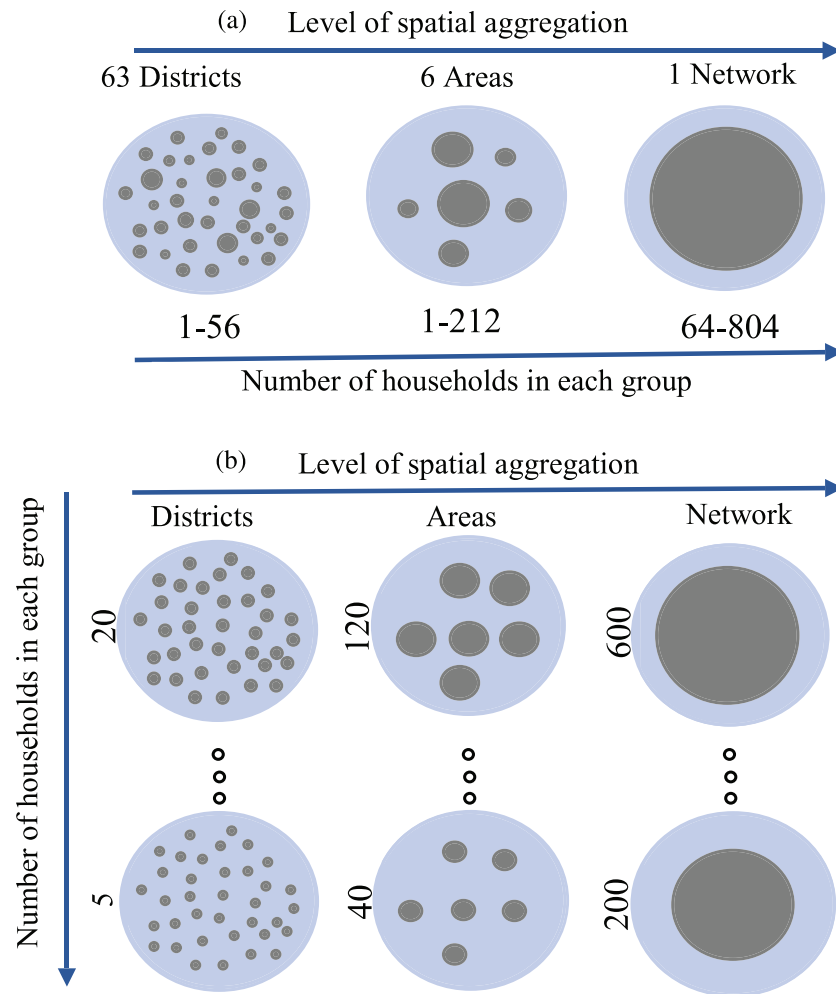 (a) Level of spatial aggregation
63 Districts 6 Areas 1 Network
1-56 1-212 64-804
Number of households in each group
(b) Level of spatial aggregation
Number of households in each group
Districts Areas Network
20 120 600
5 40 200